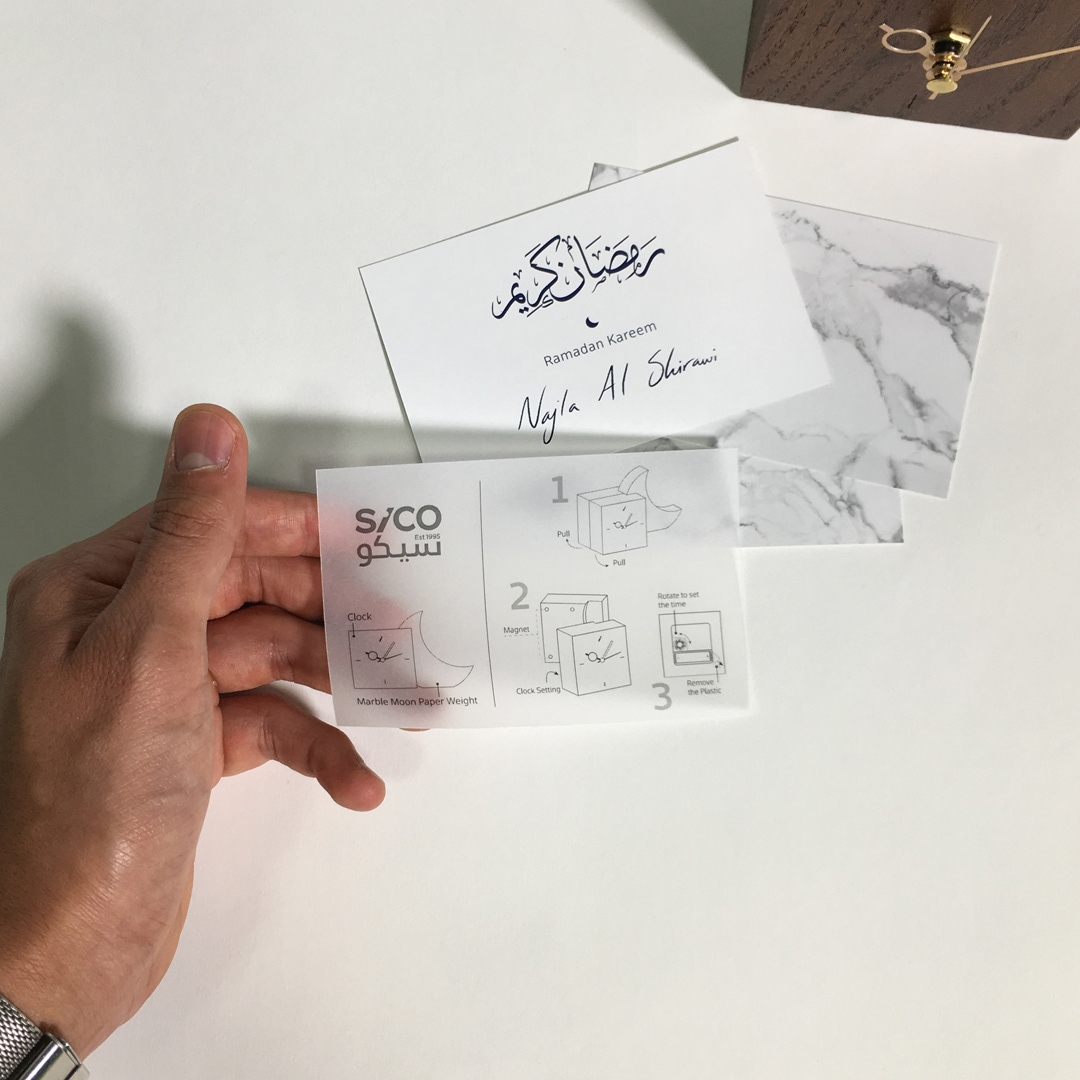 رمضان كريم
Ramadan Kareem
Najla Al Shirawi
SICO
Est 1995
سيكو
Clock
Marble Moon Paper Weight
1
Pull
Pull
2
Magnet
Clock Setting
Rotate to set
the time
3
Remove
the Plastic